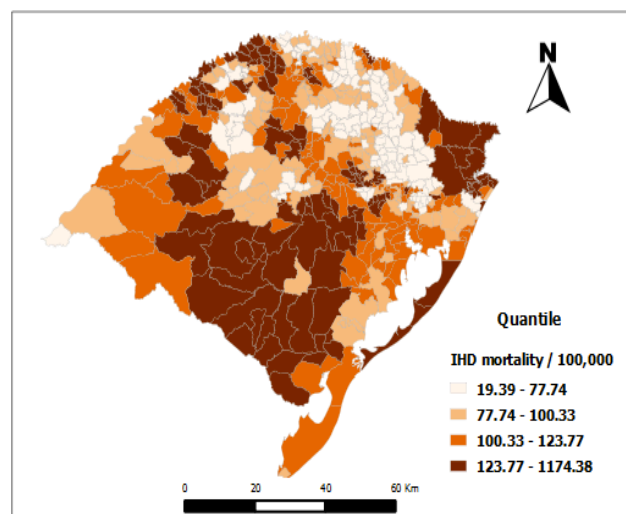 N
Quantile
IHD mortality / 100,000
19.39 - 77.74
77.74 - 100.33
100.33 - 123.77
123.77 - 1174.38
0 20 40 60 Km